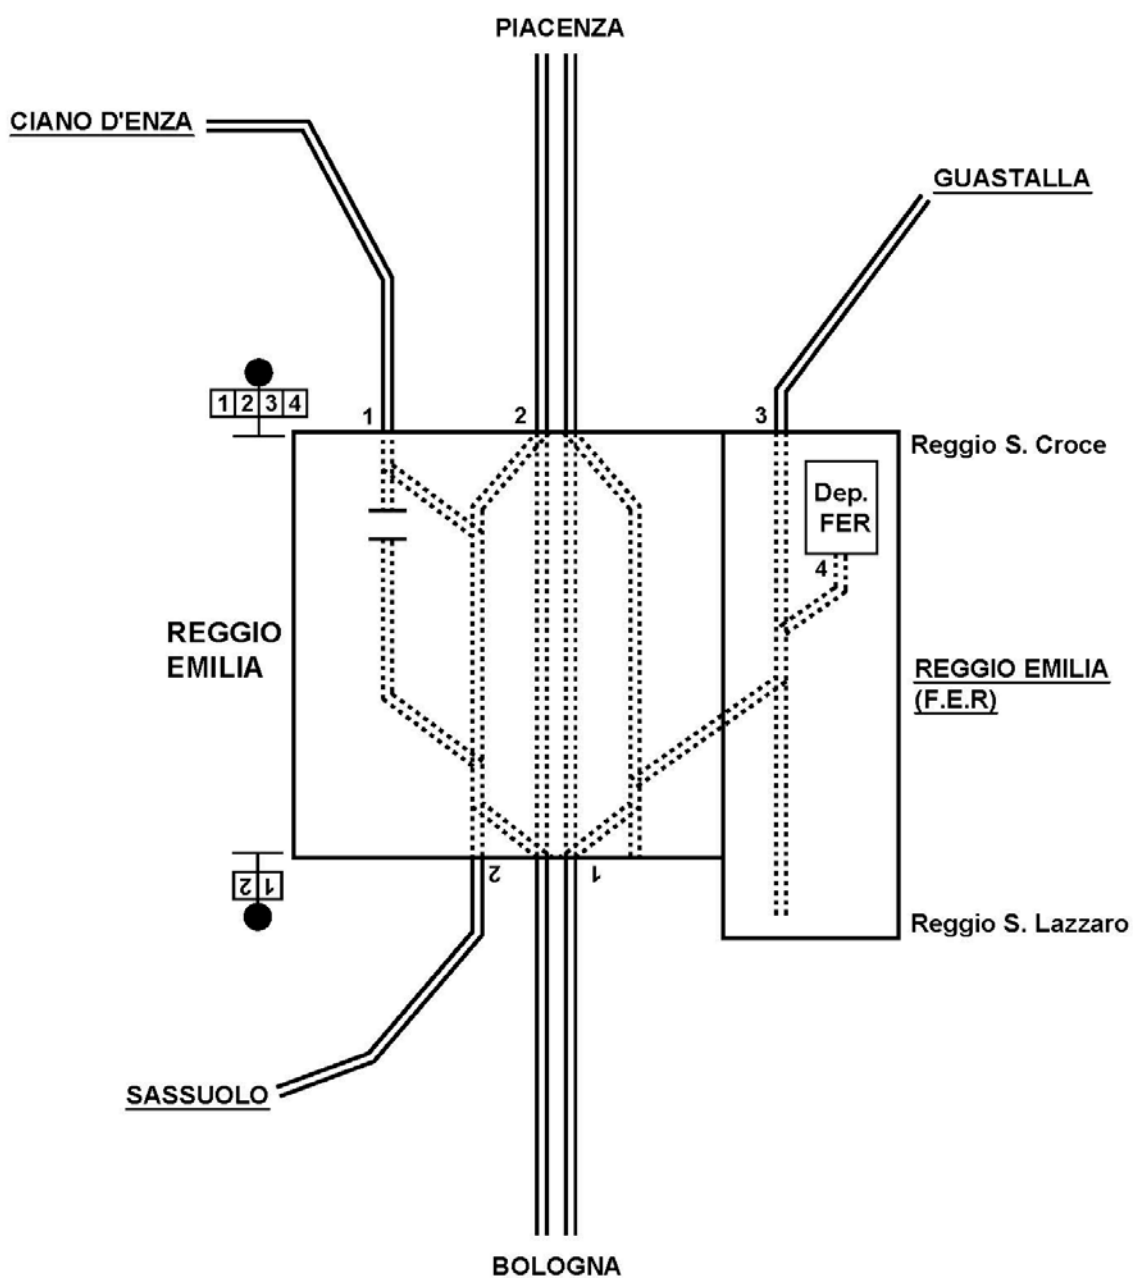 PIACENZA
CIANO D'ENZA
GUASTALLA
1 2 3 4
1
2
3
Reggio S. Croce
Dep.
FER
4
REGGIO
EMILIA
REGGIO EMILIA
(F.E.R)
2
1
2 1
Reggio S. Lazzaro
SASSUOLO
BOLOGNA